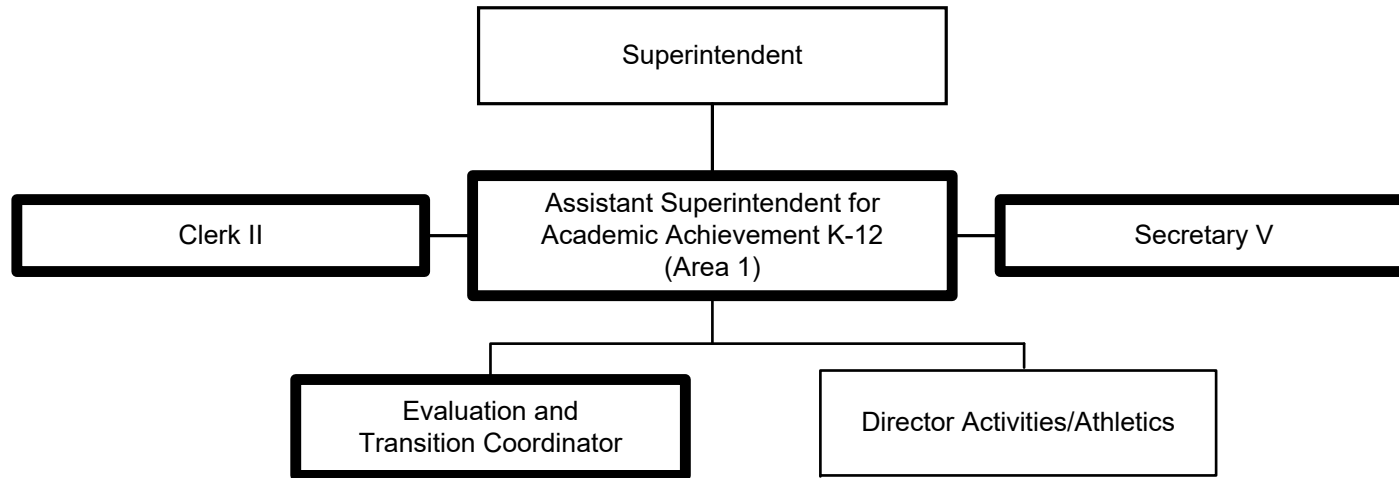 Superintendent
Clerk II
Assistant Superintendent for
Academic Achievement K-12
(Area 1)
Secretary V
Evaluation and
Transition Coordinator
Director Activities/Athletics